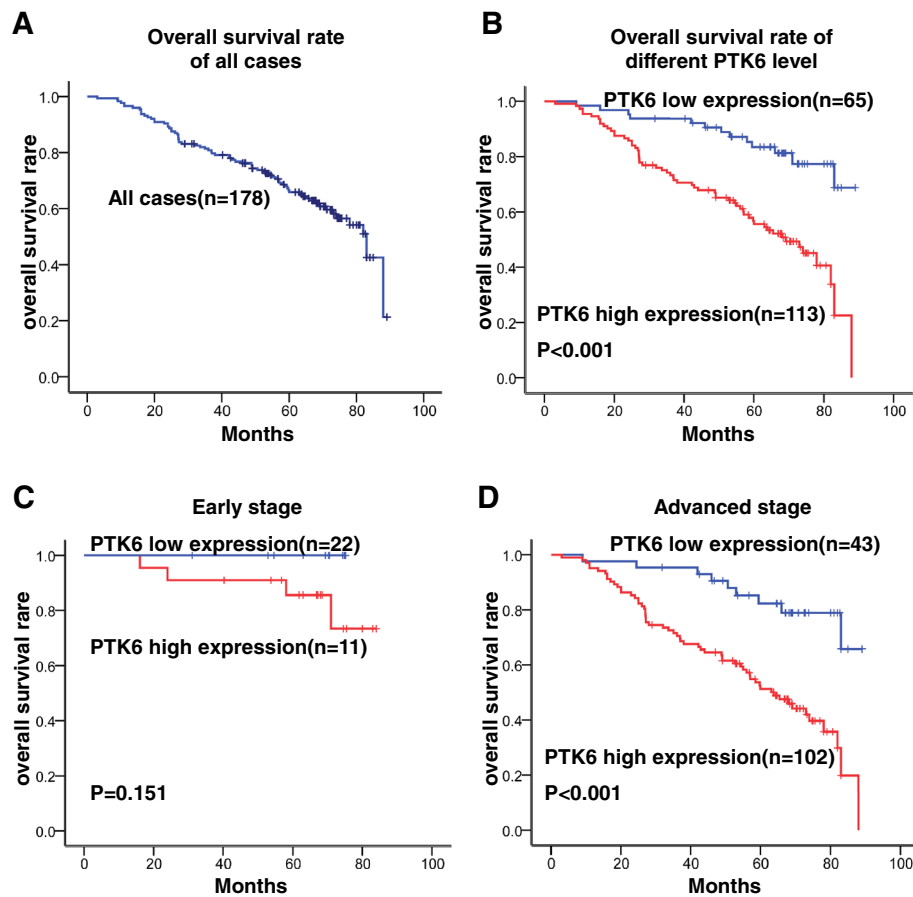 A
Overall survival rate
of all cases
overall survival rare
1.0
0.8
0.6
0.4
0.2
0.0
All cases(n=178)
0 20 40 60 80 100
Months
B
Overall survival rate of
different PTK6 level
overall survival rare
1.0
0.8
0.6
0.4
0.2
0.0
PTK6 low expression(n=65)
PTK6 high expression(n=113)
P<0.001
0 20 40 60 80 100
Months
C
Early stage
overall survival rare
1.0
0.8
0.6
0.4
0.2
0.0
PTK6 low expression(n=22)
PTK6 high expression(n=11)
P=0.151
0 20 40 60 80 100
Months
D
Advanced stage
overall survival rare
1.0
0.8
0.6
0.4
0.2
0.0
PTK6 low expression(n=43)
PTK6 high expression(n=102)
P<0.001
0 20 40 60 80 100
Months